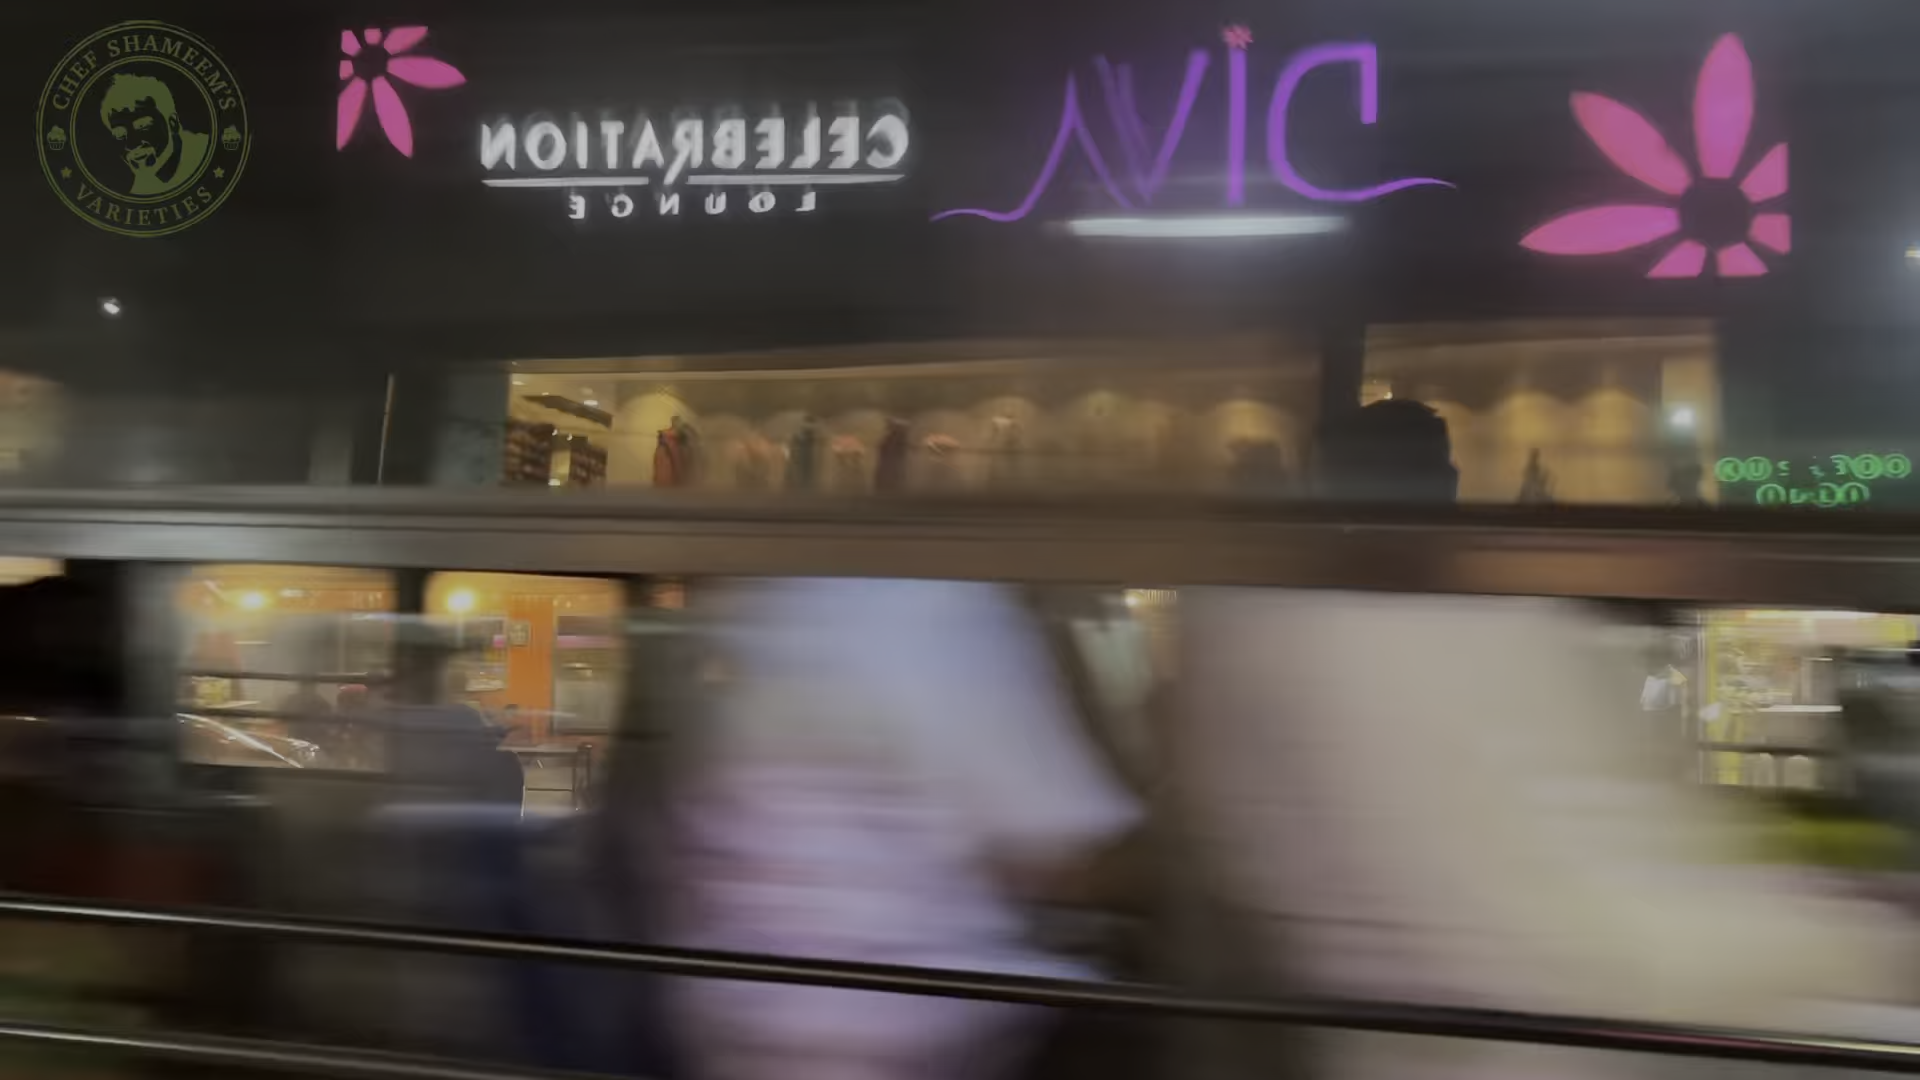 CHEF SHAMEEM'S
VARIETIES
DIVA
CELEBRATION
LOUNGE